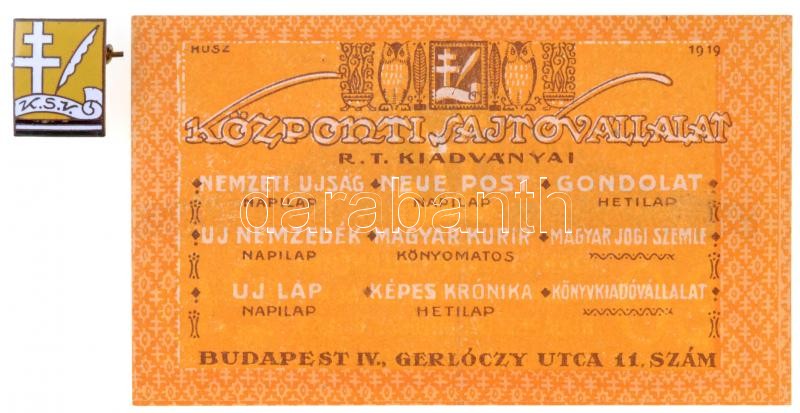 K.S.V.
HUSZ 1919
KÖZPONTI SAJTÓVÁLLALAT
R.T. KIADVÁNYAI
NEMZETI UJSÁG ◆ NEUE POST ◆ GONDOLAT
NAPILAP NAPILAP HETILAP
darabanth
UJ NEMZEDÉK ◆ MAGYAR KURIR ◆ MAGYAR JOGI SZEMLE
NAPILAP KŐNYOMATOS
UJ LAP ◆ KÉPES KRÓNIKA ◆ KÖNYVKIADÓVÁLLALAT
NAPILAP HETILAP
BUDAPEST IV., GERLÓCZY UTCA 11. SZÁM